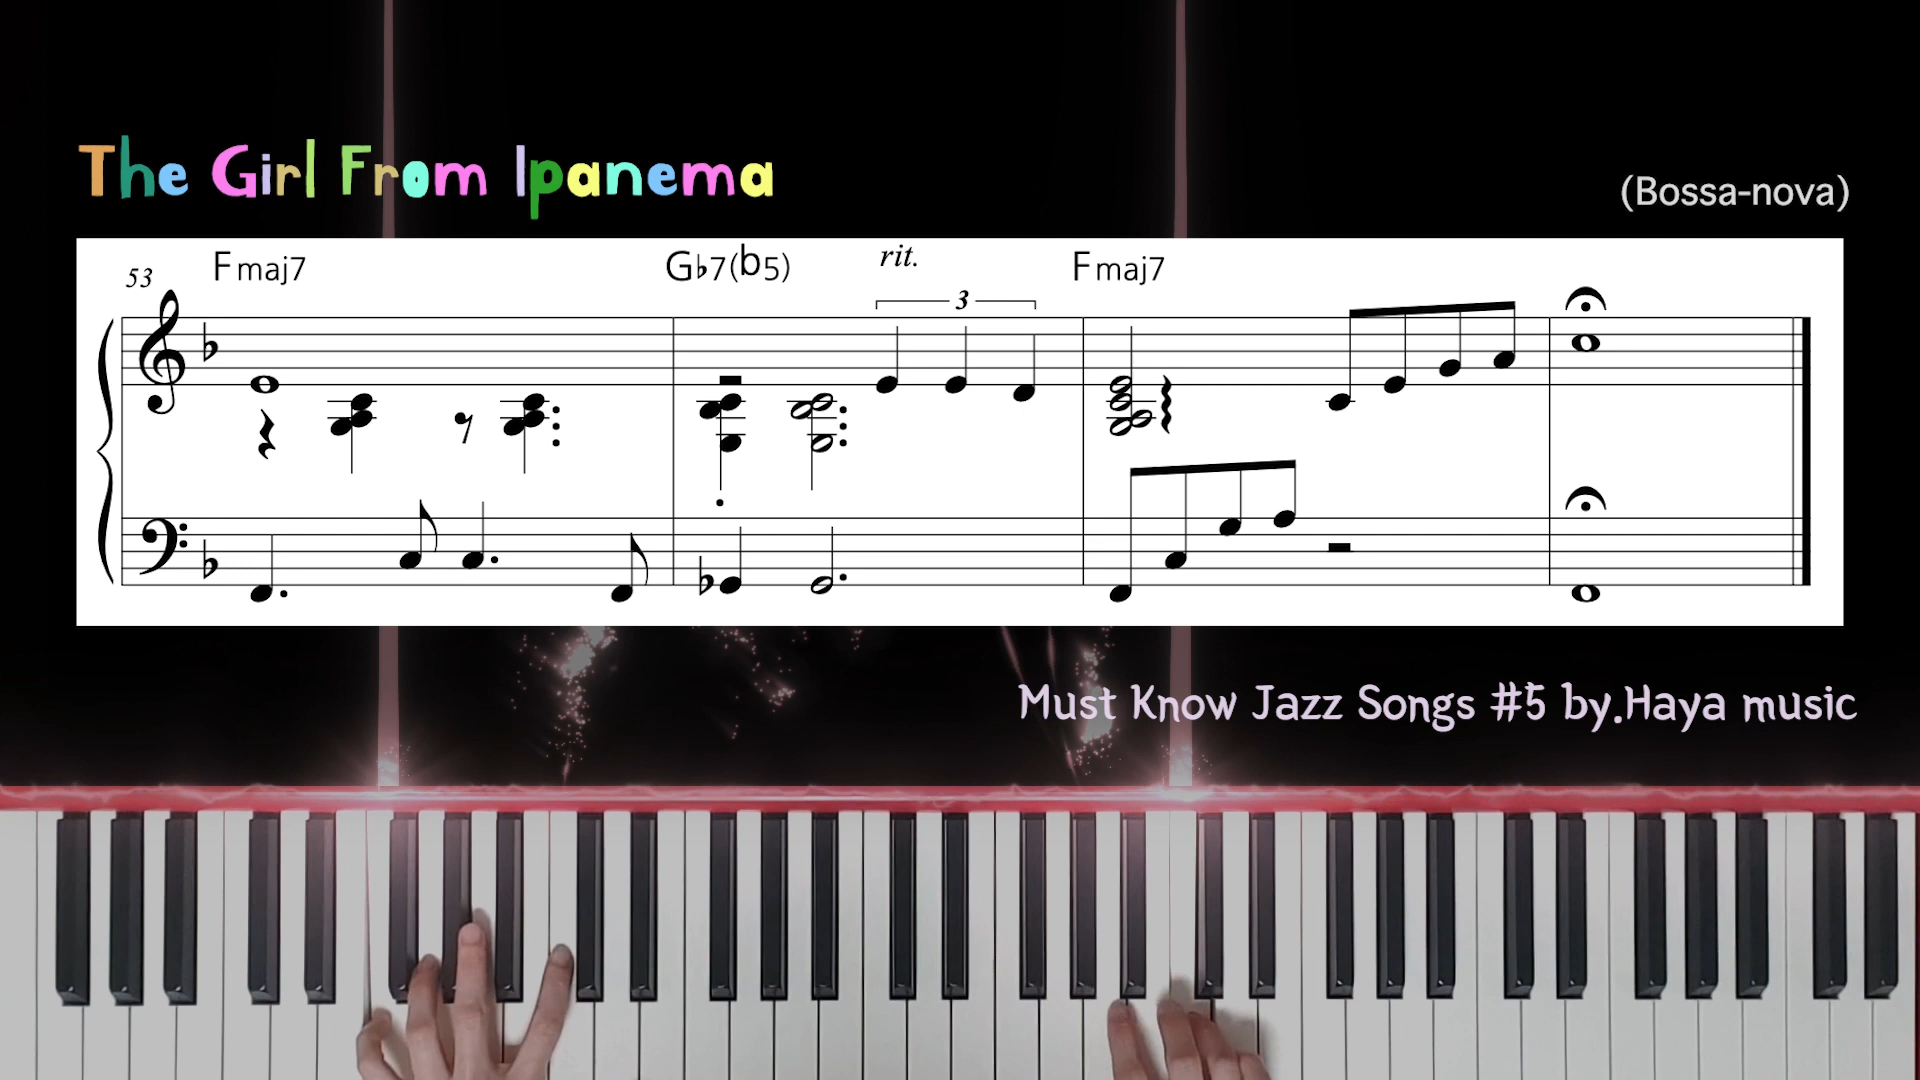 The Girl From Ipanema
(Bossa-nova)
53 Fmaj7 G♭7(b5) rit. Fmaj7
3
Must Know Jazz Songs #5 by.Haya music